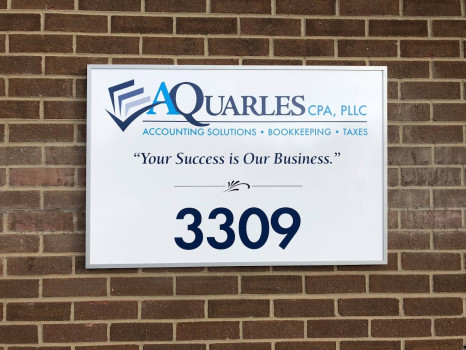 AQUARLES CPA, PLLC
ACCOUNTING SOLUTIONS • BOOKKEEPING • TAXES
“Your Success is Our Business.”
3309